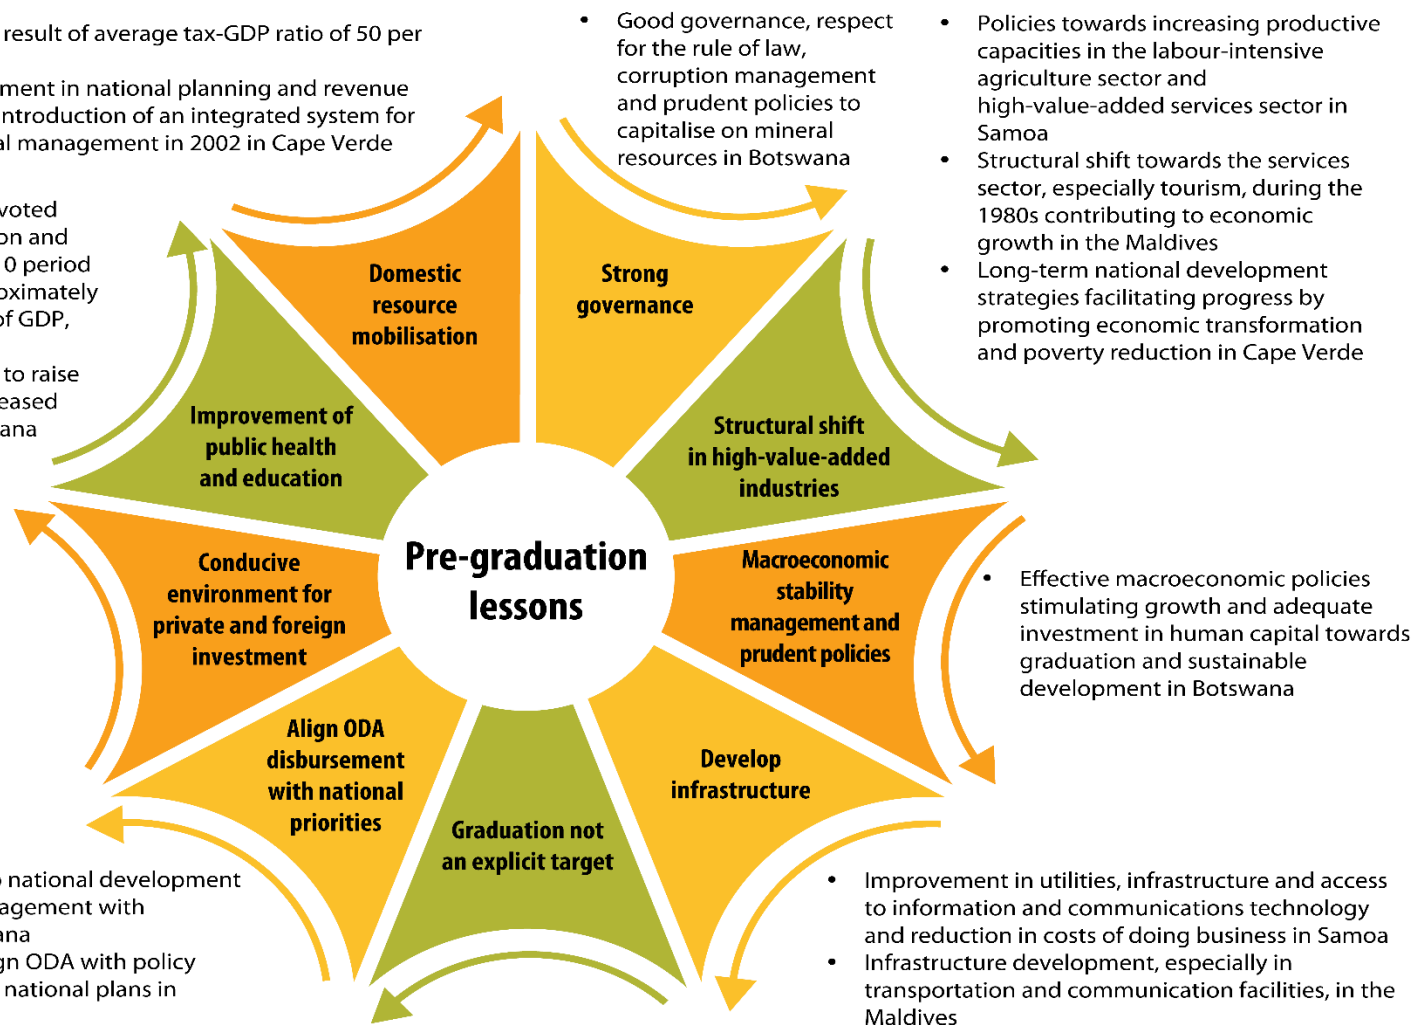 result of average tax-GDP ratio of 50 per
ment in national planning and revenue
introduction of an integrated system for
al management in 2002 in Cape Verde
• Good governance, respect
for the rule of law,
corruption management
and prudent policies to
capitalise on mineral
resources in Botswana
• Policies towards increasing productive
capacities in the labour-intensive
agriculture sector and
high-value-added services sector in
Samoa
• Structural shift towards the services
sector, especially tourism, during the
1980s contributing to economic
growth in the Maldives
• Long-term national development
strategies facilitating progress by
promoting economic transformation
and poverty reduction in Cape Verde
voted
on and
10 period
oximately
of GDP,
to raise
eased
vana
Domestic
resource
mobilisation
Strong
governance
Improvement of
public health
and education
Structural shift
in high-value-added
industries
Pre-graduation
lessons
Conducive
environment for
private and foreign
investment
Macroeconomic
stability
management and
prudent policies
• Effective macroeconomic policies
stimulating growth and adequate
investment in human capital towards
graduation and sustainable
development in Botswana
Align ODA
disbursement
with national
priorities
Graduation not
an explicit target
Develop
infrastructure
o national development
nagement with
vana
gn ODA with policy
national plans in
• Improvement in utilities, infrastructure and access
to information and communications technology
and reduction in costs of doing business in Samoa
• Infrastructure development, especially in
transportation and communication facilities, in the
Maldives